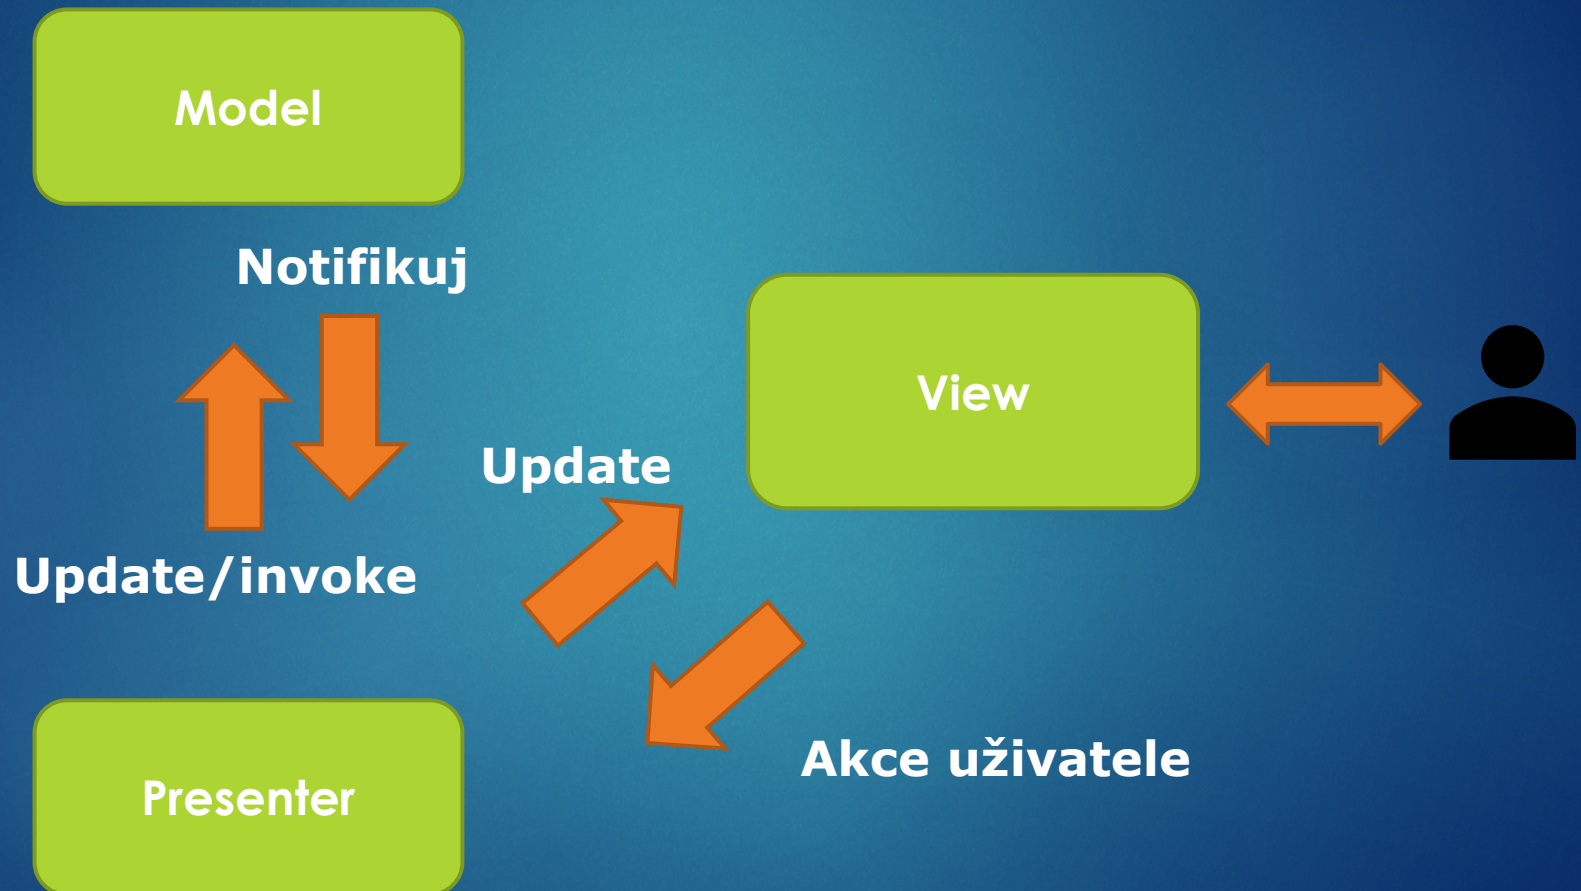 Model
Notifikuj
View
Update
Update/invoke
Akce uživatele
Presenter